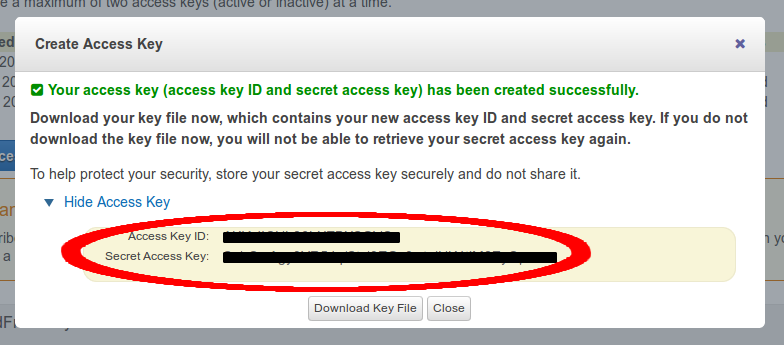 e a maximum of two access keys (active or inactive) at a time.
Create Access Key
Your access key (access key ID and secret access key) has been created successfully.
Download your key file now, which contains your new access key ID and secret access key. If you do not
download the key file now, you will not be able to retrieve your secret access key again.
To help protect your security, store your secret access key securely and do not share it.
Hide Access Key
Access Key ID:
Secret Access Key:
Download Key File Close